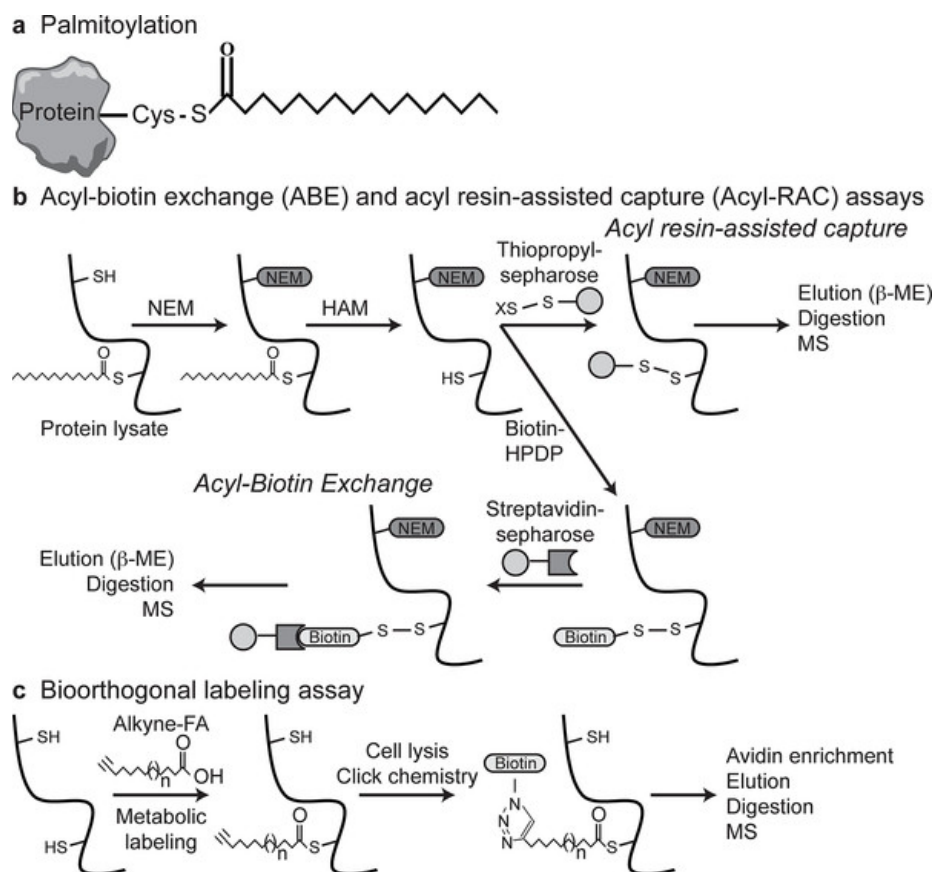 a Palmitoylation
O
Protein
Cys - S
b Acyl-biotin exchange (ABE) and acyl resin-assisted capture (Acyl-RAC) assays
Acyl resin-assisted capture
SH
NEM
NEM
HAM
NEM
Thiopropyl-
sepharose
XS
S
NEM
Elution (β-ME)
Digestion
MS
O
S
O
S
HS
S
S
Protein lysate
Biotin-
HPDP
Acyl-Biotin Exchange
NEM
Streptavidin-
sepharose
NEM
Elution (β-ME)
Digestion
MS
Biotin
S
S
Biotin
S
S
c Bioorthogonal labeling assay
SH
Alkyne-FA
O
OH
n
Metabolic
labeling
HS
SH
O
S
n
Cell lysis
Click chemistry
Biotin
N
N
N
SH
O
S
n
Avidin enrichment
Elution
Digestion
MS